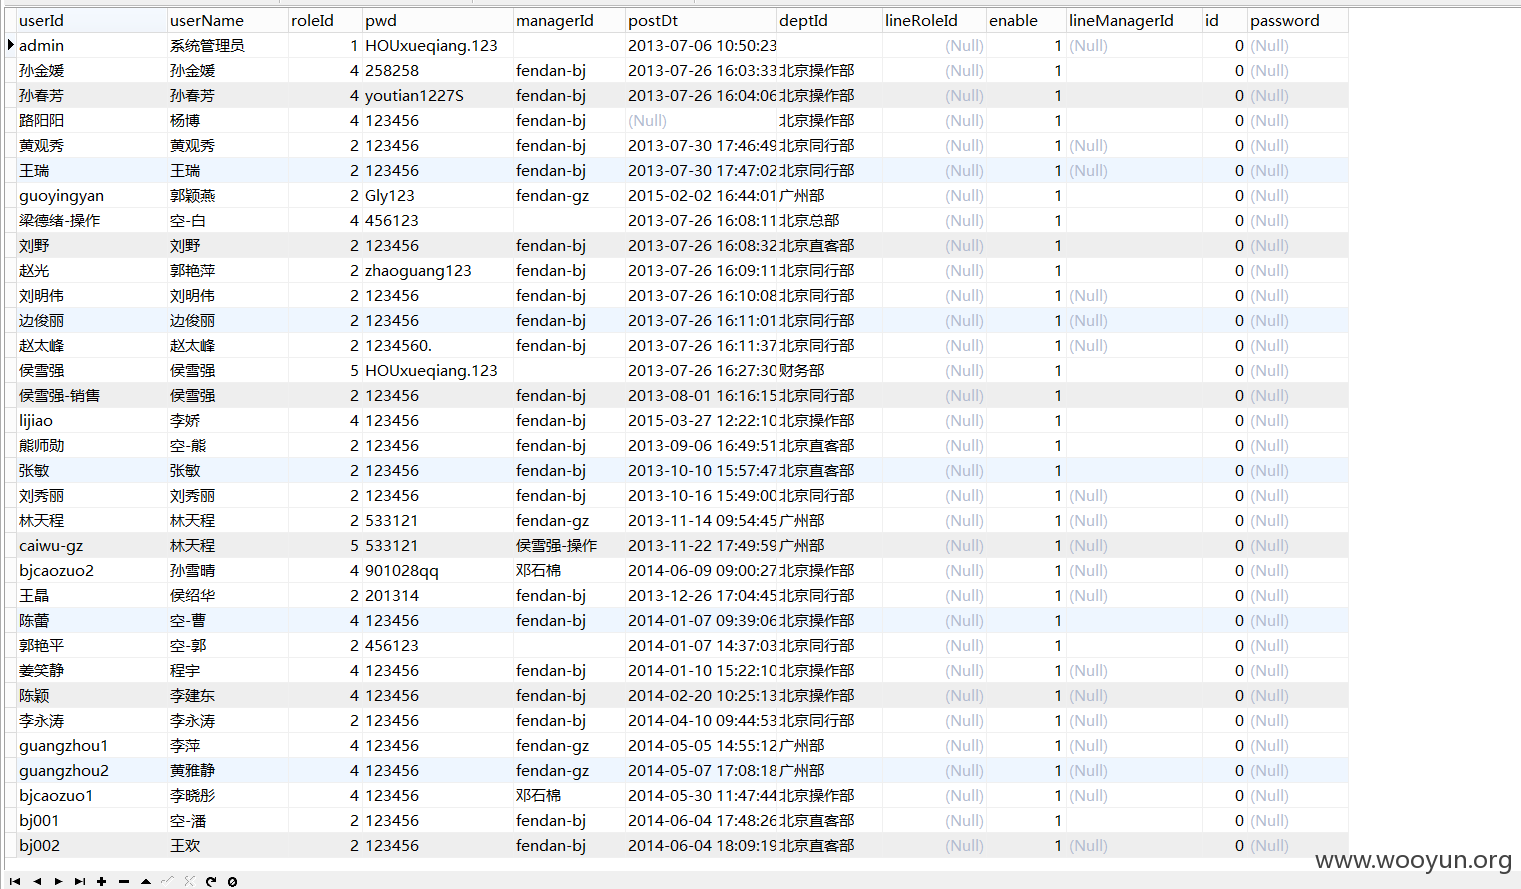 userId userName roleId pwd managerId postDt deptId lineRoleId enable lineManagerId id password
admin 系统管理员 1 HOUxueqiang.123 2013-07-06 10:50:23 (Null) 1 (Null) 0 (Null)
孙金媛 孙金媛 4 258258 fendan-bj 2013-07-26 16:03:33 北京操作部 (Null) 1 0 (Null)
孙春芳 孙春芳 4 youtian1227S fendan-bj 2013-07-26 16:04:06 北京操作部 (Null) 1 0 (Null)
路阳阳 杨博 4 123456 fendan-bj (Null) 北京操作部 (Null) 1 0 (Null)
黄观秀 黄观秀 2 123456 fendan-bj 2013-07-30 17:46:49 北京同行部 (Null) 1 (Null) 0 (Null)
王瑞 王瑞 2 123456 fendan-bj 2013-07-30 17:47:02 北京同行部 (Null) 1 (Null) 0 (Null)
guoyingyan 郭颖燕 2 Gly123 fendan-gz 2015-02-02 16:44:01 广州部 (Null) 1 0 (Null)
梁德绪-操作 空-白 4 456123 2013-07-26 16:08:11 北京总部 (Null) 1 0 (Null)
刘野 刘野 2 123456 fendan-bj 2013-07-26 16:08:32 北京直客部 (Null) 1 0 (Null)
赵光 郭艳萍 2 zhaoguang123 fendan-bj 2013-07-26 16:09:11 北京同行部 (Null) 1 0 (Null)
刘明伟 刘明伟 2 123456 fendan-bj 2013-07-26 16:10:08 北京同行部 (Null) 1 (Null) 0 (Null)
边俊丽 边俊丽 2 123456 fendan-bj 2013-07-26 16:11:01 北京同行部 (Null) 1 (Null) 0 (Null)
赵太峰 赵太峰 2 1234560. fendan-bj 2013-07-26 16:11:37 北京同行部 (Null) 1 (Null) 0 (Null)
侯雪强 侯雪强 5 HOUxueqiang.123 2013-07-26 16:27:30 财务部 (Null) 1 0 (Null)
侯雪强-销售 侯雪强 2 123456 fendan-bj 2013-08-01 16:16:15 北京同行部 (Null) 1 0 (Null)
lijiao 李娇 4 123456 fendan-bj 2015-03-27 12:22:10 北京操作部 (Null) 1 0 (Null)
熊师勋 空-熊 2 123456 fendan-bj 2013-09-06 16:49:51 北京直客部 (Null) 1 0 (Null)
张敏 张敏 2 123456 fendan-bj 2013-10-10 15:57:47 北京直客部 (Null) 1 0 (Null)
刘秀丽 刘秀丽 2 123456 fendan-bj 2013-10-16 15:49:00 北京同行部 (Null) 1 (Null) 0 (Null)
林天程 林天程 2 533121 fendan-gz 2013-11-14 09:54:45 广州部 (Null) 1 0 (Null)
caiwu-gz 林天程 5 533121 侯雪强-操作 2013-11-22 17:49:59 广州部 (Null) 1 0 (Null)
bjcaozuo2 孙雪晴 4 901028qq 邓石棉 2014-06-09 09:00:27 北京操作部 (Null) 1 (Null) 0 (Null)
王晶 侯绍华 2 201314 fendan-bj 2013-12-26 17:04:45 北京同行部 (Null) 1 (Null) 0 (Null)
陈蕾 空-曹 4 123456 fendan-bj 2014-01-07 09:39:06 北京操作部 (Null) 1 0 (Null)
郭艳平 空-郭 2 456123 2014-01-07 14:37:03 北京同行部 (Null) 1 0 (Null)
姜笑静 程宇 4 123456 fendan-bj 2014-01-10 15:22:10 北京操作部 (Null) 1 (Null) 0 (Null)
陈颖 李建东 4 123456 fendan-bj 2014-02-20 10:25:13 北京操作部 (Null) 1 (Null) 0 (Null)
李永涛 李永涛 2 123456 fendan-bj 2014-04-10 09:44:53 北京同行部 (Null) 1 (Null) 0 (Null)
guangzhou1 李萍 4 123456 fendan-gz 2014-05-05 14:55:12 广州部 (Null) 1 (Null) 0 (Null)
guangzhou2 黄雅静 4 123456 fendan-gz 2014-05-07 17:08:18 广州部 (Null) 1 (Null) 0 (Null)
bjcaozuo1 李晓彤 4 123456 邓石棉 2014-05-30 11:47:44 北京操作部 (Null) 1 (Null) 0 (Null)
bj001 空-潘 2 123456 fendan-bj 2014-06-04 17:48:26 北京直客部 (Null) 1 0 (Null)
bj002 王欢 2 123456 fendan-bj 2014-06-04 18:09:19 北京直客部 (Null) 1 (Null) 0 (Null)
www.wooyun.org